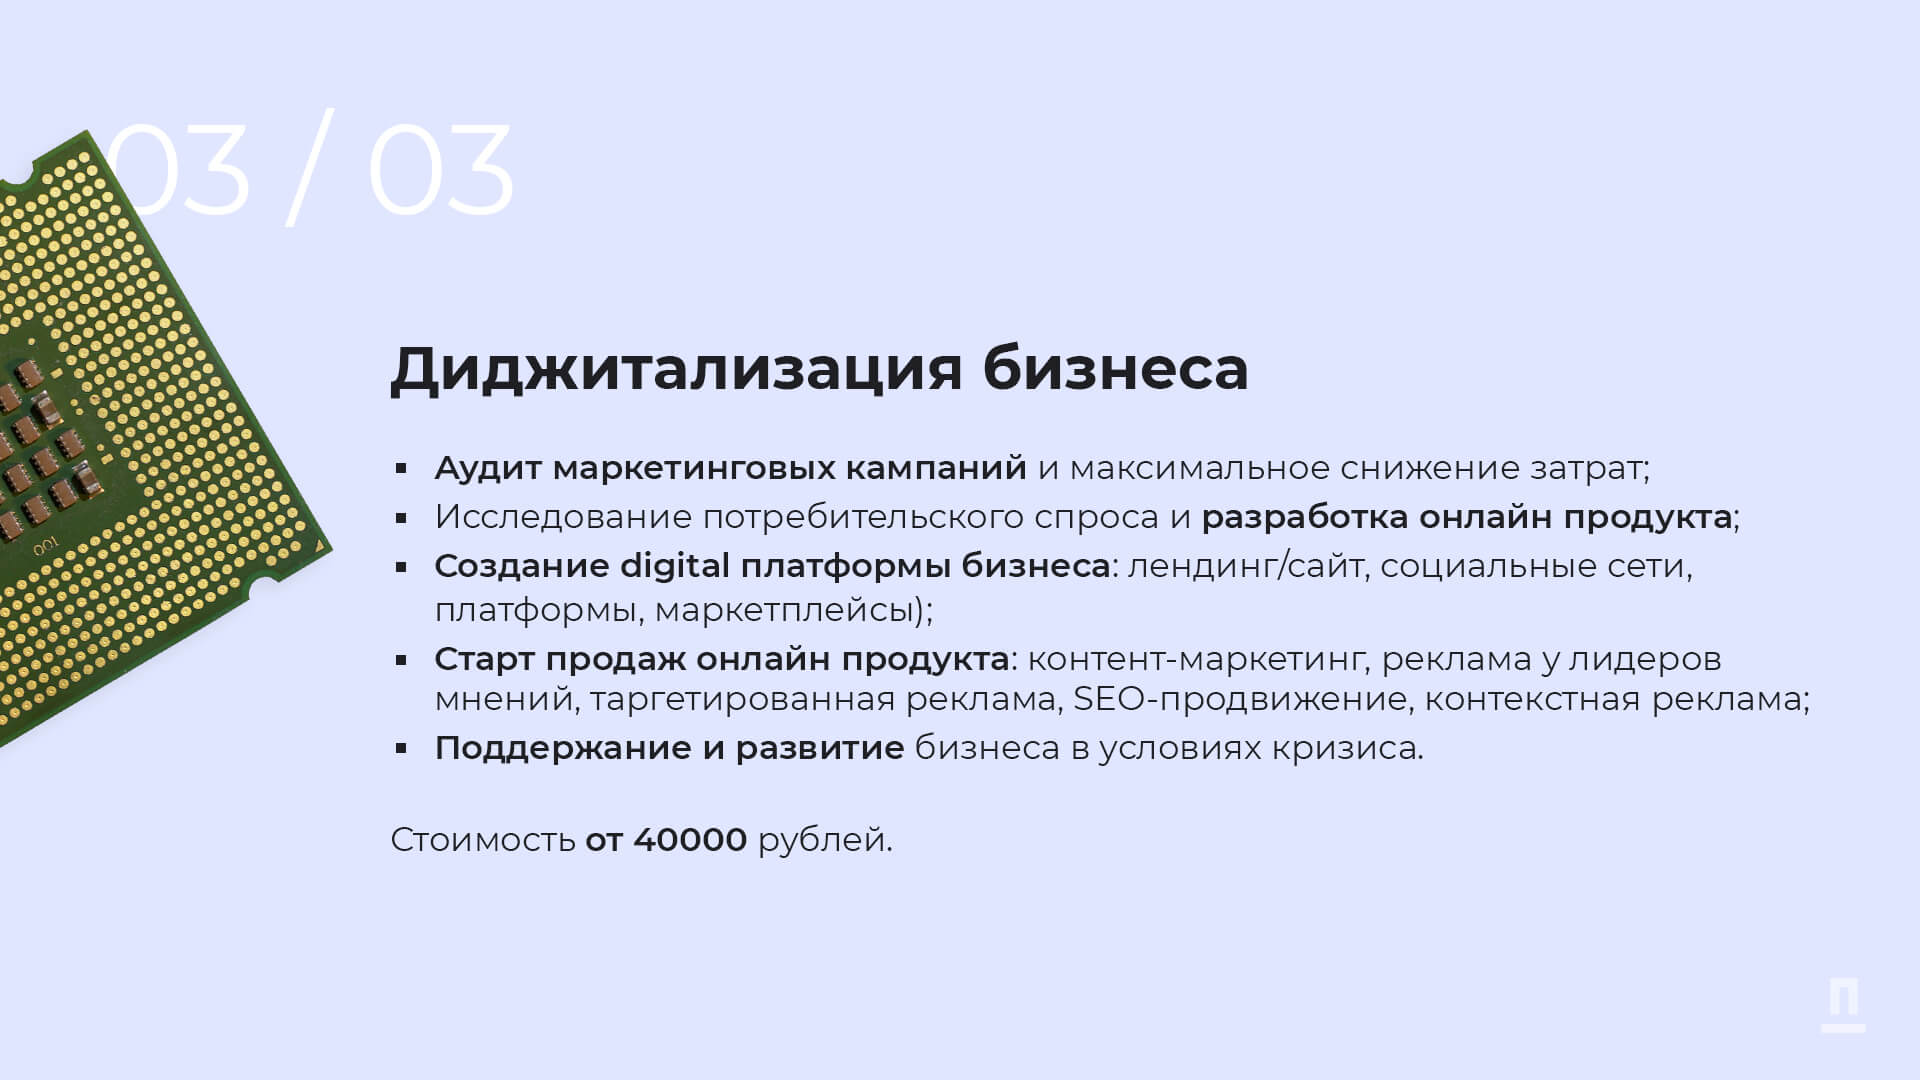 03 / 03
Диджитализация бизнеса
▪ Аудит маркетинговых кампаний и максимальное снижение затрат;
▪ Исследование потребительского спроса и разработка онлайн продукта;
▪ Создание digital платформы бизнеса: лендинг/сайт, социальные сети,
платформы, маркетплейсы);
▪ Старт продаж онлайн продукта: контент-маркетинг, реклама у лидеров
мнений, таргетированная реклама, SEO-продвижение, контекстная реклама;
▪ Поддержание и развитие бизнеса в условиях кризиса.
Стоимость от 40000 рублей.
001
П